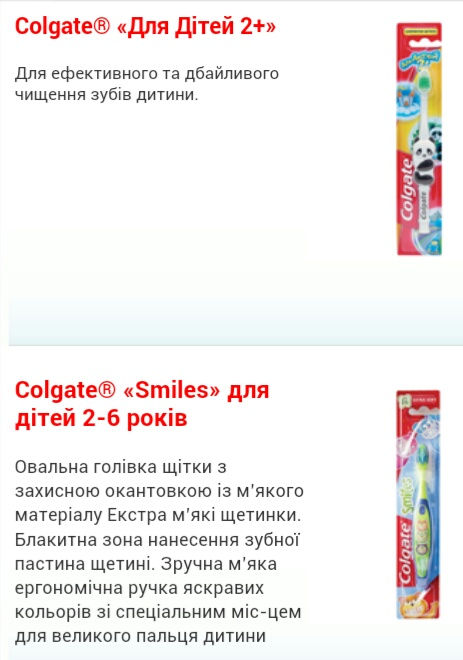 Colgate® «Для Дітей 2+»
Для ефективного та дбайливого
чищення зубів дитини.
Colgate
Colgate
Colgate® «Smiles» для
дітей 2-6 років
Овальна голівка щітки з
захисною окантовкою із м’якого
матеріалу Екстра м’які щетинки.
Блакитна зона нанесення зубної
пастина щетині. Зручна м’яка
ергономічна ручка яскравих
кольорів зі спеціальним міс-цем
для великого пальця дитини
Colgate
Smiles